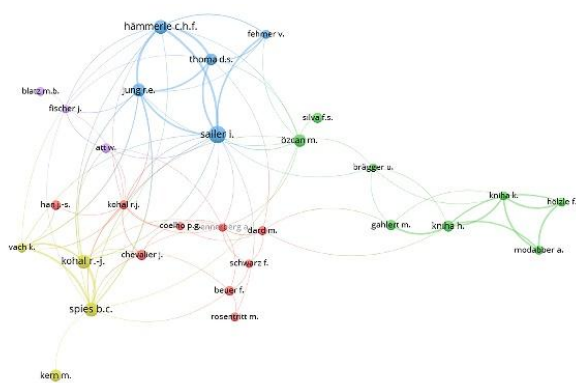 hämmerle c.h.f.
fehmer v.
thoma d.s.
blatz m.b.
jung r.e.
fischer j.
silva f.s.
sailer i.
özcan m.
att w.
brägger u.
kniha k.
hölzle f.
han j.-s.
kohal r.j.
coelho p.g.
dard m.
gahlert m.
kniha h.
vach k.
kohal r.-j.
chevalier j.
schwarz f.
modabber a.
beuer f.
spies b.c.
rosentritt m.
kern m.